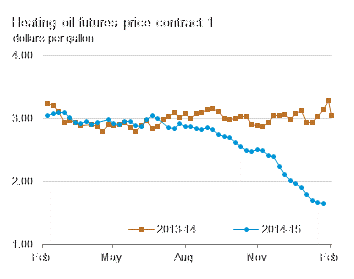 Heating oil futures price contract 1
dollars per gallon
4.00
3.00
2.00
1.00
Feb May Aug Nov Feb
2013-14 2014-15